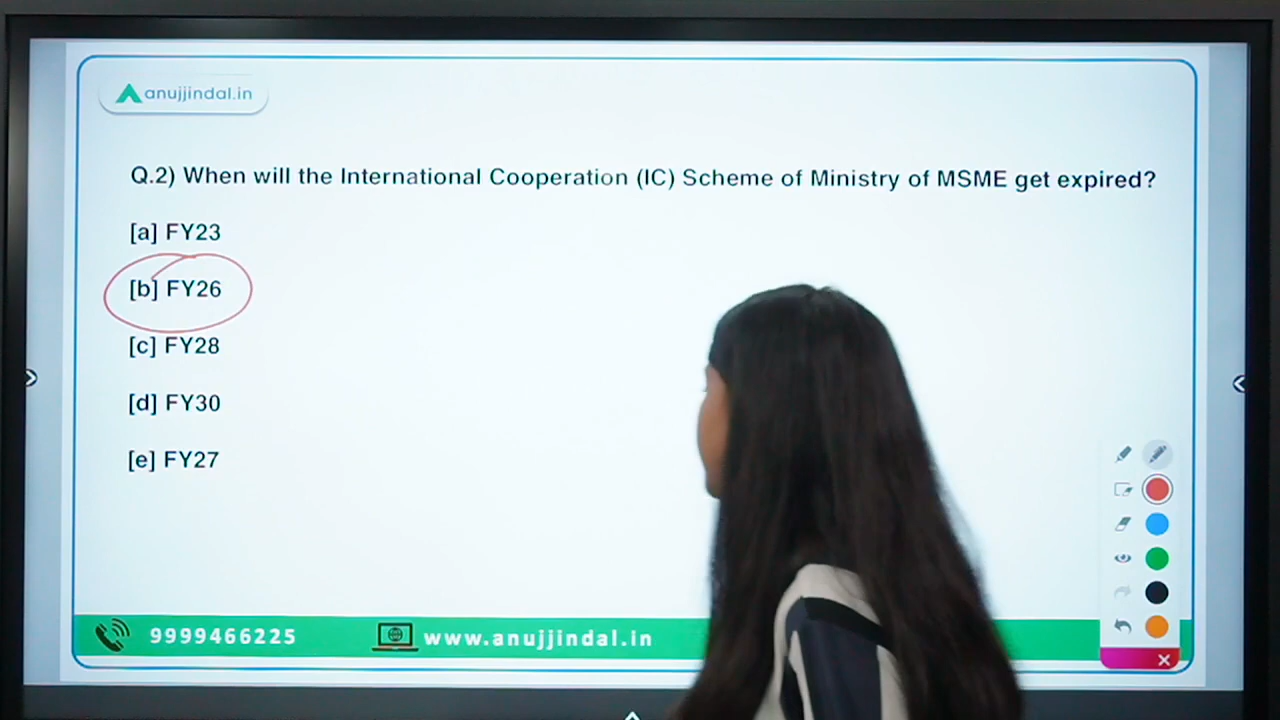 anujjindal.in
Q.2) When will the International Cooperation (IC) Scheme of Ministry of MSME get expired?
[a] FY23
[b] FY26
[c] FY28
[d] FY30
[e] FY27
9999466225
www.anujjindal.in